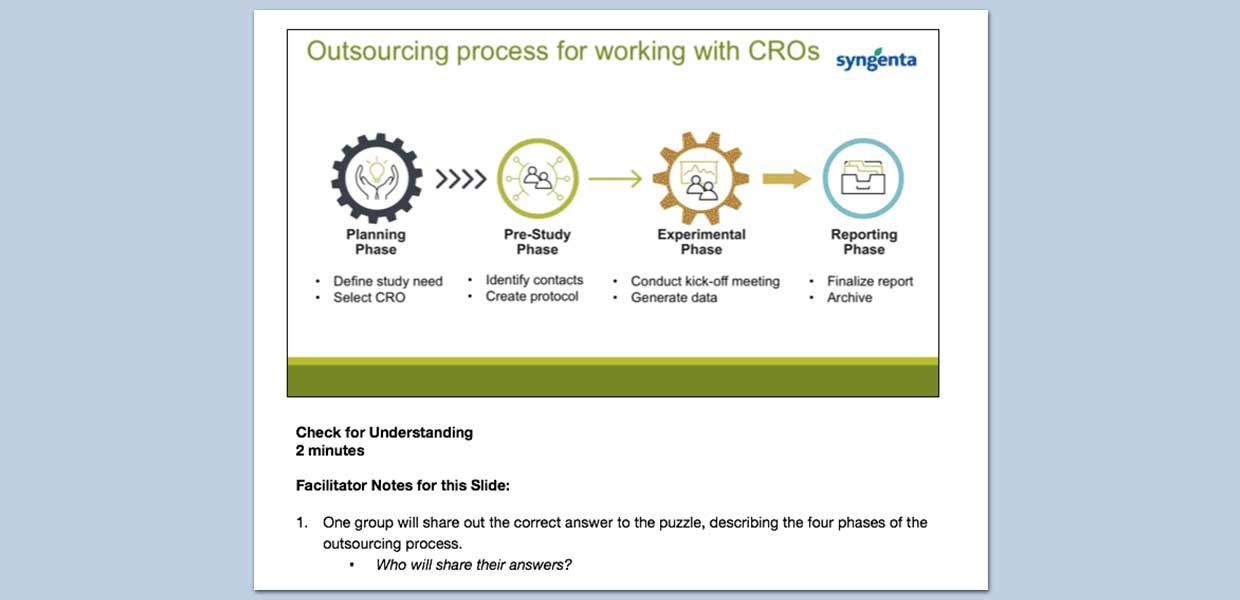 Outsourcing process for working with CROs
syngenta
Planning
Phase
Pre-Study
Phase
Experimental
Phase
Reporting
Phase
• Define study need
• Select CRO
• Identify contacts
• Create protocol
• Conduct kick-off meeting
• Generate data
• Finalize report
• Archive
Check for Understanding
2 minutes
Facilitator Notes for this Slide:
1. One group will share out the correct answer to the puzzle, describing the four phases of the
outsourcing process.
• Who will share their answers?